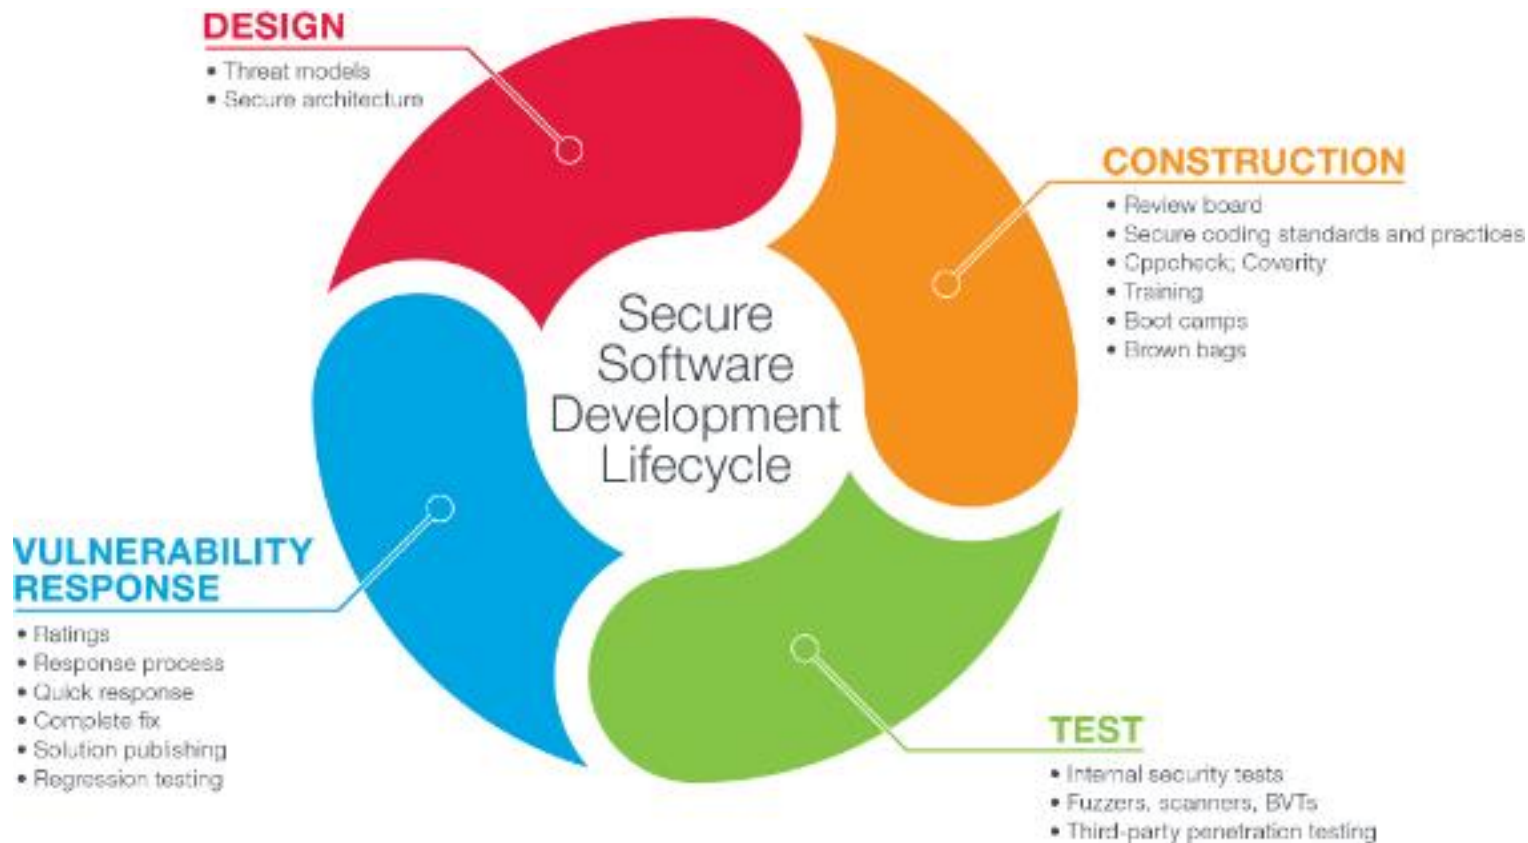 DESIGN
• Threat models
• Secure architecture
CONSTRUCTION
• Review board
• Secure coding standards and practices
• Cppcheck; Coverity
• Training
• Boot camps
• Brown bags
Secure
Software
Development
Lifecycle
VULNERABILITY
RESPONSE
• Ratings
• Response process
• Quick response
• Complete fix
• Solution publishing
• Regression testing
TEST
• Internal security tests
• Fuzzers, scanners, BVTs
• Third-party penetration testing